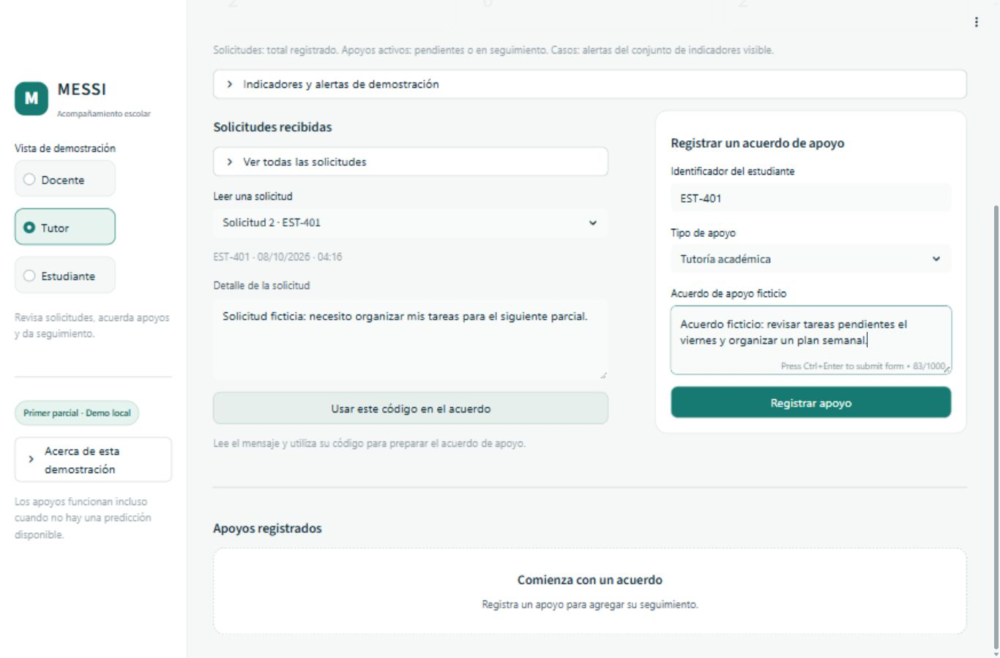 M
MESSI
Acompañamiento escolar
Vista de demostración
Docente
Tutor
Estudiante
Revisa solicitudes, acuerda apoyos
y da seguimiento.
Primer parcial · Demo local
Acerca de esta
demostración
Los apoyos funcionan incluso
cuando no hay una predicción
disponible.
Solicitudes: total registrado. Apoyos activos: pendientes o en seguimiento. Casos: alertas del conjunto de indicadores visible.
Indicadores y alertas de demostración
Solicitudes recibidas
Ver todas las solicitudes
Leer una solicitud
Solicitud 2 · EST-401
EST-401 · 08/10/2026 · 04:16
Detalle de la solicitud
Solicitud ficticia: necesito organizar mis tareas para el siguiente parcial.
Usar este código en el acuerdo
Lee el mensaje y utiliza su código para preparar el acuerdo de apoyo.
Registrar un acuerdo de apoyo
Identificador del estudiante
EST-401
Tipo de apoyo
Tutoría académica
Acuerdo de apoyo ficticio
Acuerdo ficticio: revisar tareas pendientes el
viernes y organizar un plan semanal.
Press Ctrl+Enter to submit form • 83/1000
Registrar apoyo
Apoyos registrados
Comienza con un acuerdo
Registra un apoyo para agregar su seguimiento.